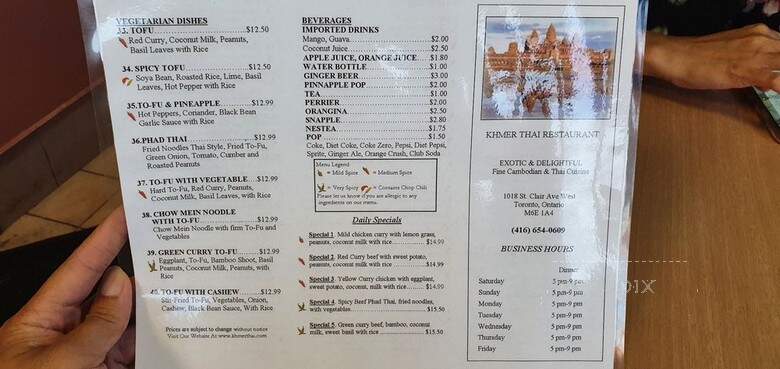 VEGETARIAN DISHES
33. TOFU.....................................$12.50
Red Curry, Coconut Milk, Peanuts,
Basil Leaves with Rice
34. SPICY TOFU.........................$12.50
Soya Bean, Roasted Rice, Lime, Basil
Leaves, Hot Pepper with Rice
35.TO-FU & PINEAPPLE..............$12.99
Hot Peppers, Coriander, Black Bean
Garlic Sauce with Rice
36.PHAD THAI...........................$12.99
Fried Noodles Thai Style, Fried To-Fu,
Green Onion, Tomato, Cumber and
Roasted Peanuts
37. TO-FU WITH VEGETABLE.......$12.99
Hard To-Fu, Red Curry, Peanuts,
Coconut Milk, Basil Leaves, with
Rice
38. CHOW MEIN NOODLE
WITH TO-FU.......................$12.99
Chow Mein Noodle with firm To-Fu and
Vegetables
39. GREEN CURRY TO-FU............$12.99
Eggplant, To-Fu, Bamboo Shoot, Basil
Peanuts, Coconut Milk, Peanuts, with
Rice
40. TO-FU WITH CASHEW............$12.99
Stir-Fried To-Fu, Vegetables, Onion,
Cashew, Black Bean Sauce, With Rice
Prices are subject to change without notice
Visit Our Website At www.khmerthai.com
BEVERAGES
IMPORTED DRINKS
Mango, Guava.............................$2.00
Coconut Juice.............................$2.50
APPLE JUICE, ORANGE JUICE......$1.80
WATER BOTTLE..........................$1.00
GINGER BEER.............................$3.00
PINNAPPLE POP..........................$2.00
TEA...........................................$1.00
PERRIER....................................$2.00
ORANGINA.................................$2.50
SNAPPLE....................................$2.80
NESTEA.....................................$1.75
POP...........................................$1.50
Coke, Diet Coke, Coke Zero, Pepsi, Diet Pepsi,
Sprite, Ginger Ale, Orange Crush, Club Soda
Menu Legend
= Mild Spice = Medium Spice
= Very Spicy = Contains Chop Chili
Please let us know if you are allergic to any
ingredients on our menu.
Daily Specials
Special 1. Mild chicken curry with lemon grass,
peanuts, coconut milk with rice............$14.99
Special 2. Red Curry beef with sweet potato,
peanuts, coconut milk with rice............$14.99
Special 3. Yellow Curry chicken with eggplant,
sweet potato, coconut, milk with rice......$14.99
Special 4. Spicy Beef Phad Thai, fried noodles,
with vegetables.............................$15.50
Special 5. Green curry beef, bamboo, coconut
milk, sweet basil with rice..................$15.50
KHMER THAI RESTAURANT
EXOTIC & DELIGHTFUL
Fine Cambodian & Thai Cuisine
1018 St. Clair Ave West
Toronto, Ontario
M6E 1A4
(416) 654-0609
BUSINESS HOURS
Dinner
Saturday 5 pm-9 pm
Sunday 5 pm-9 pm
Monday 5 pm-9 pm
Tuesday 5 pm-9 pm
Wednesday 5 pm-9 pm
Thursday 5 pm-9 pm
Friday 5 pm-9 pm